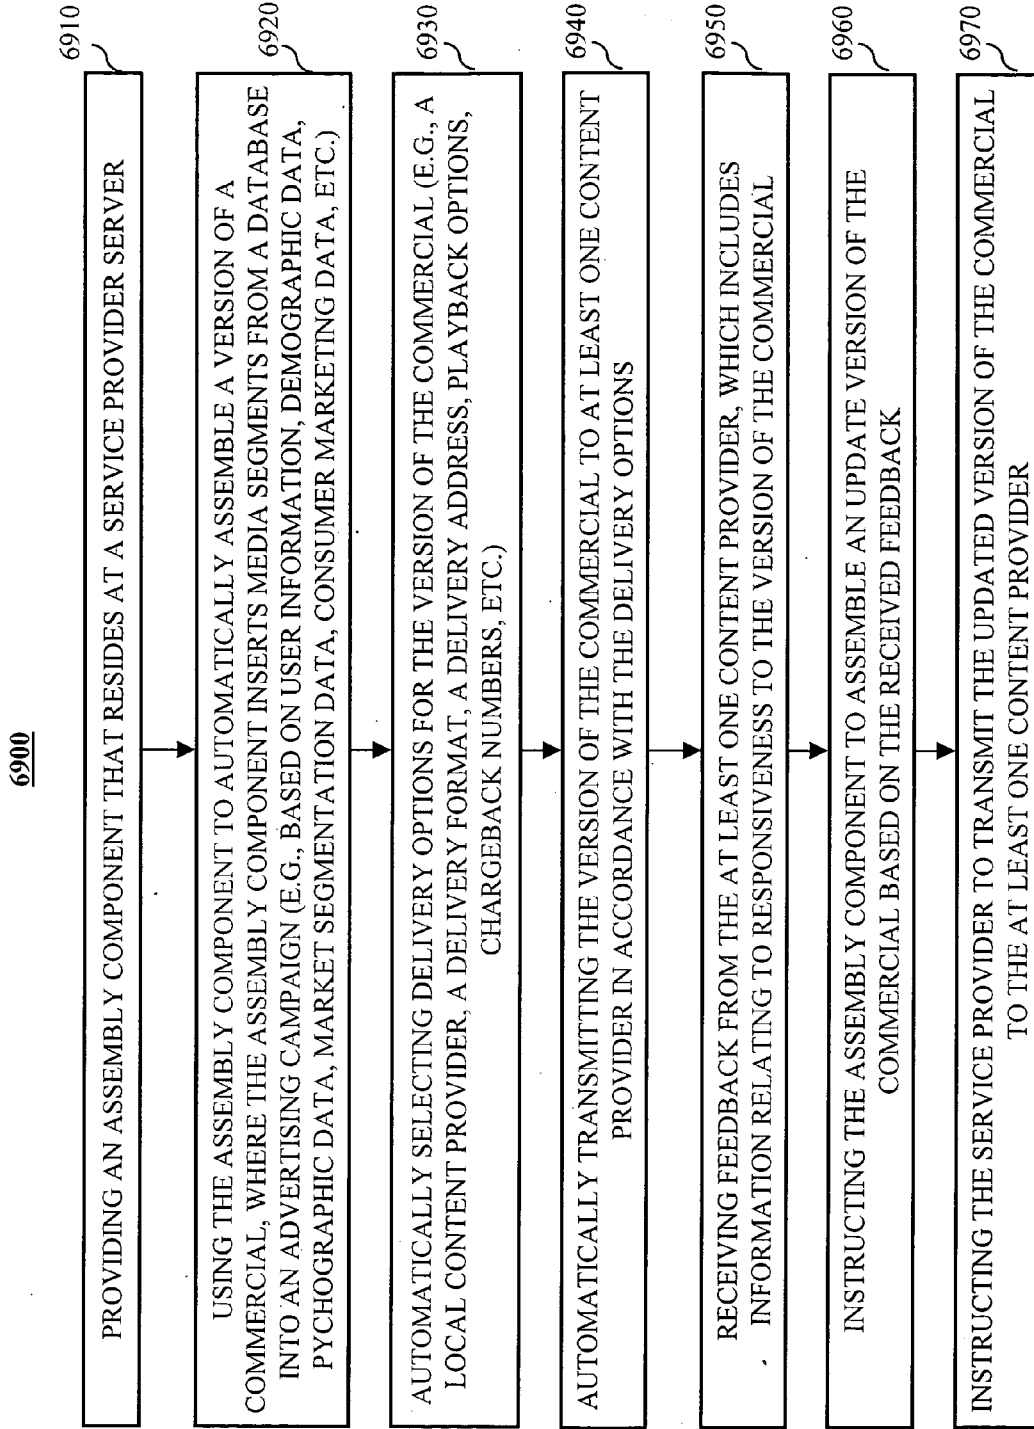 6900
6910
PROVIDING AN ASSEMBLY COMPONENT THAT RESIDES AT A SERVICE PROVIDER SERVER
6920
USING THE ASSEMBLY COMPONENT TO AUTOMATICALLY ASSEMBLE A VERSION OF A
COMMERCIAL, WHERE THE ASSEMBLY COMPONENT INSERTS MEDIA SEGMENTS FROM A DATABASE
INTO AN ADVERTISING CAMPAIGN (E.G., BASED ON USER INFORMATION, DEMOGRAPHIC DATA,
PYCHOGRAPHIC DATA, MARKET SEGMENTATION DATA, CONSUMER MARKETING DATA, ETC.)
6930
AUTOMATICALLY SELECTING DELIVERY OPTIONS FOR THE VERSION OF THE COMMERCIAL (E.G., A
LOCAL CONTENT PROVIDER, A DELIVERY FORMAT, A DELIVERY ADDRESS, PLAYBACK OPTIONS,
CHARGEBACK NUMBERS, ETC.)
6940
AUTOMATICALLY TRANSMITTING THE VERSION OF THE COMMERCIAL TO AT LEAST ONE CONTENT
PROVIDER IN ACCORDANCE WITH THE DELIVERY OPTIONS
6950
RECEIVING FEEDBACK FROM THE AT LEAST ONE CONTENT PROVIDER, WHICH INCLUDES
INFORMATION RELATING TO RESPONSIVENESS TO THE VERSION OF THE COMMERCIAL
6960
INSTRUCTING THE ASSEMBLY COMPONENT TO ASSEMBLE AN UPDATE VERSION OF THE
COMMERCIAL BASED ON THE RECEIVED FEEDBACK
6970
INSTRUCTING THE SERVICE PROVIDER TO TRANSMIT THE UPDATED VERSION OF THE COMMERCIAL
TO THE AT LEAST ONE CONTENT PROVIDER